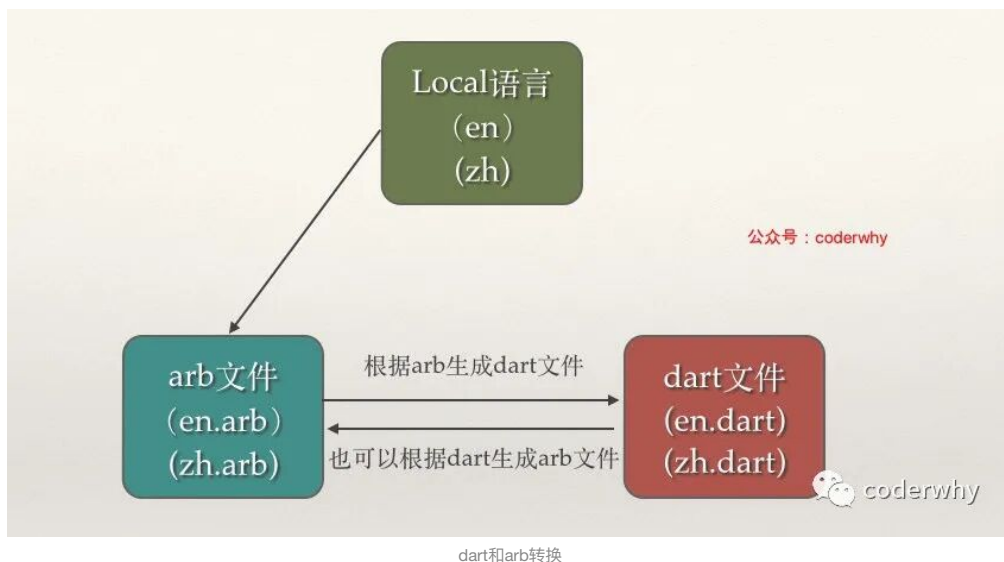 Local语言
（en）
(zh)
公众号：coderwhy
arb文件
（en.arb）
(zh.arb)
根据arb生成dart文件
也可以根据dart生成arb文件
dart文件
(en.dart)
(zh.dart)
coderwhy
dart和arb转换